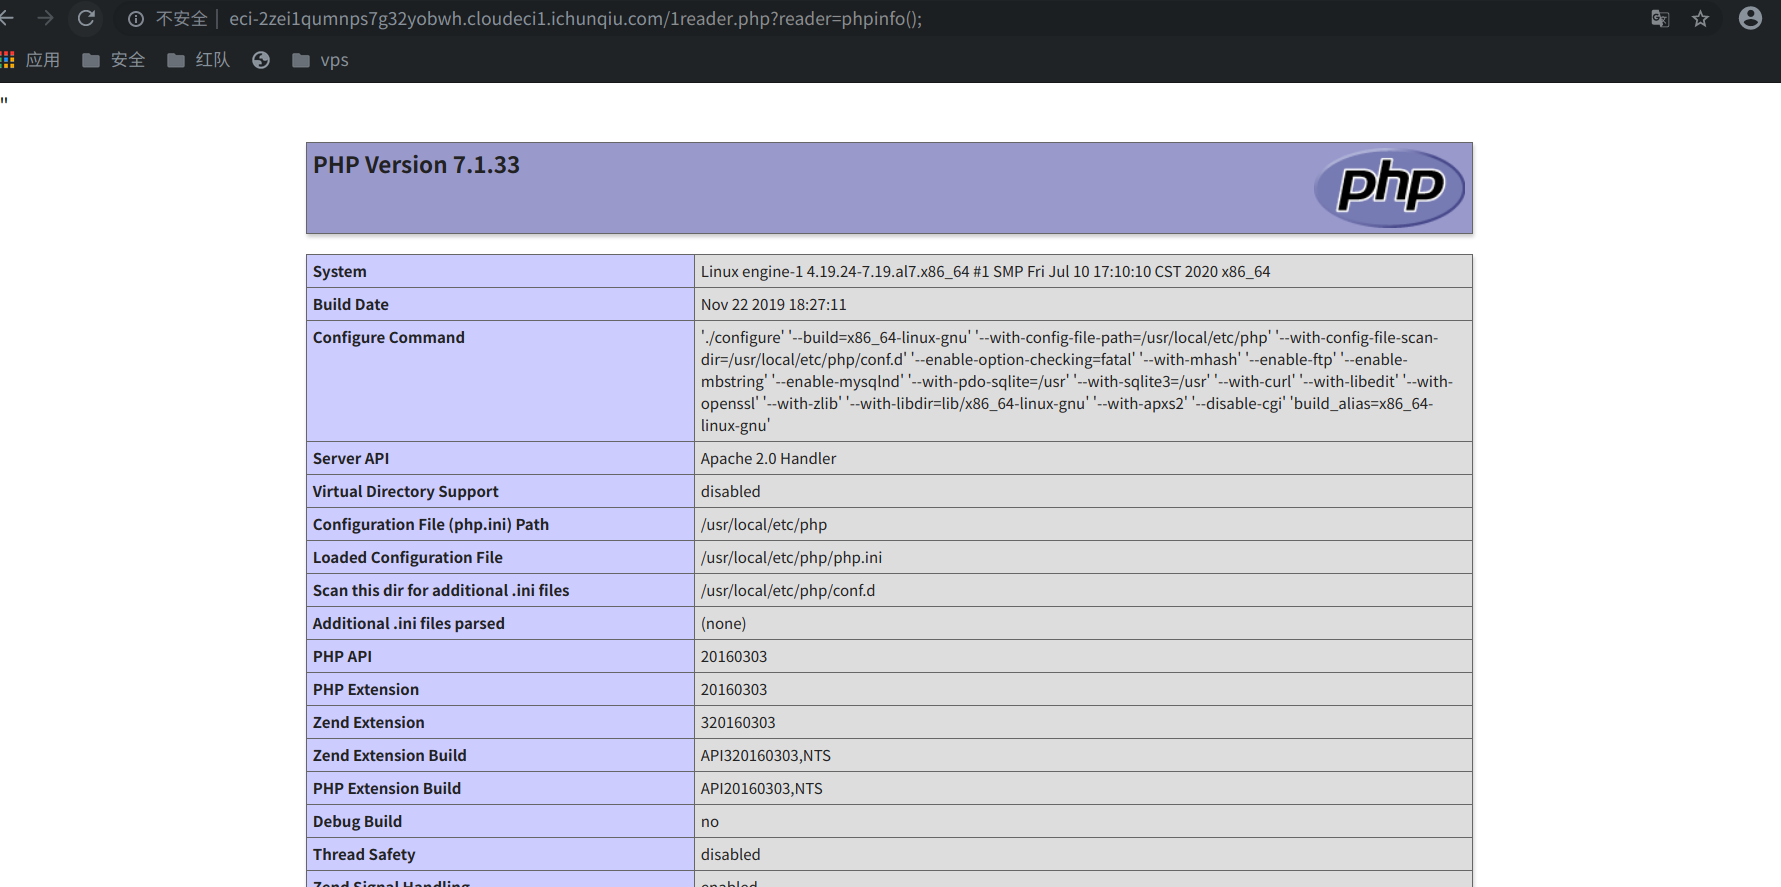 不安全 | eci-2zei1qumnps7g32yobwh.cloudeci1.ichunqiu.com/1reader.php?reader=phpinfo();
应用 安全 红队 vps
"
PHP Version 7.1.33
php
System Linux engine-1 4.19.24-7.19.al7.x86_64 #1 SMP Fri Jul 10 17:10:10 CST 2020 x86_64
Build Date Nov 22 2019 18:27:11
Configure Command './configure' '--build=x86_64-linux-gnu' '--with-config-file-path=/usr/local/etc/php' '--with-config-file-scan-
dir=/usr/local/etc/php/conf.d' '--enable-option-checking=fatal' '--with-mhash' '--enable-ftp' '--enable-
mbstring' '--enable-mysqlnd' '--with-pdo-sqlite=/usr' '--with-sqlite3=/usr' '--with-curl' '--with-libedit' '--with-
openssl' '--with-zlib' '--with-libdir=lib/x86_64-linux-gnu' '--with-apxs2' '--disable-cgi' 'build_alias=x86_64-
linux-gnu'
Server API Apache 2.0 Handler
Virtual Directory Support disabled
Configuration File (php.ini) Path /usr/local/etc/php
Loaded Configuration File /usr/local/etc/php/php.ini
Scan this dir for additional .ini files /usr/local/etc/php/conf.d
Additional .ini files parsed (none)
PHP API 20160303
PHP Extension 20160303
Zend Extension 320160303
Zend Extension Build API320160303,NTS
PHP Extension Build API20160303,NTS
Debug Build no
Thread Safety disabled
Zend Signal Handling enabled